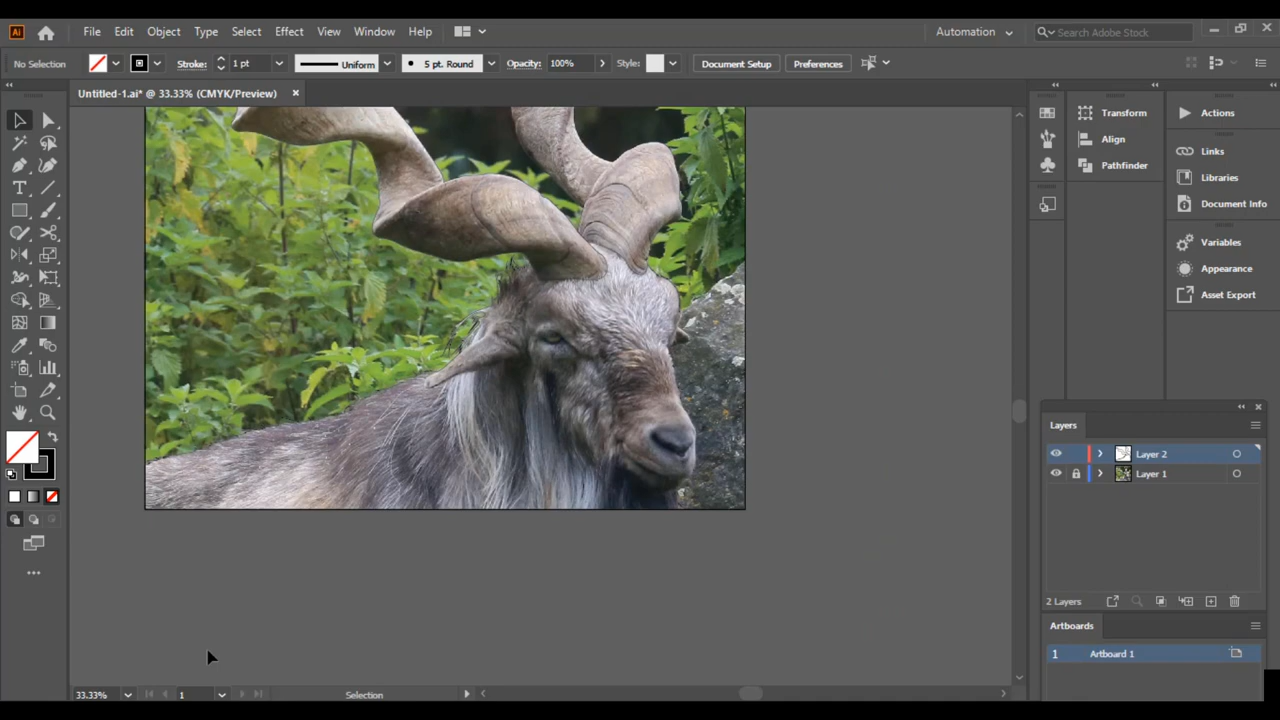 Ai File Edit Object Type Select Effect View Window Help Automation Search Adobe Stock
No Selection Stroke: 1 pt Uniform 5 pt. Round Opacity: 100% Style: Document Setup Preferences
Untitled-1.ai* @ 33.33% (CMYK/Preview)
Transform
Align
Pathfinder
Actions
Links
Libraries
Document Info
Variables
Appearance
Asset Export
Layers
Layer 2
Layer 1
2 Layers
Artboards
1 Artboard 1
33.33% 1 Selection